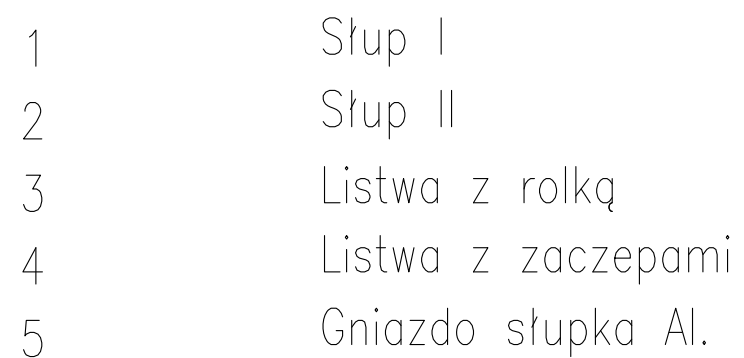 1 Słup I
2 Słup II
3 Listwa z rolką
4 Listwa z zaczepami
5 Gniazdo słupka Al.